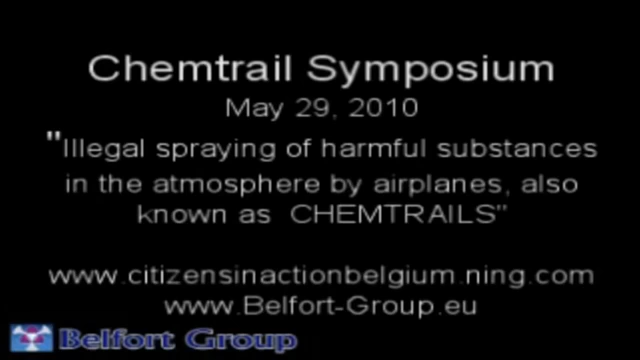 Chemtrail Symposium
May 29, 2010
"Illegal spraying of harmful substances
in the atmosphere by airplanes, also
known as CHEMTRAILS"
www.citizensinactionbelgium.ning.com
www.Belfort-Group.eu
Belfort Group